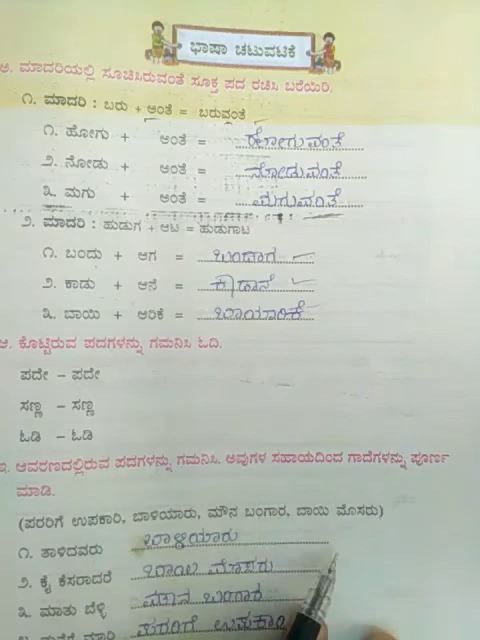 ಭಾಷಾ ಚಟುವಟಿಕೆ
ಅ. ಮಾದರಿಯಲ್ಲಿ ಸೂಚಿಸಿರುವಂತೆ ಸೂಕ್ತ ಪದ ರಚಿಸಿ ಬರೆಯಿರಿ.
೧. ಮಾದರಿ : ಬರು + ಅಂತೆ = ಬರುವಂತೆ
೧. ಹೋಗು + ಅಂತೆ = ಹೋಗುವಂತೆ
೨. ನೋಡು + ಅಂತೆ = ನೋಡುವಂತೆ
೩. ಮಗು + ಅಂತೆ = ಮಗುವಂತೆ
೨. ಮಾದರಿ : ಹುಡುಗ + ಆಟ = ಹುಡುಗಾಟ
೧. ಬಂದು + ಆಗ = ಬಂದಾಗ
೨. ಕಾಡು + ಆನೆ = ಕಾಡಾನೆ
೩. ಬಾಯಿ + ಆರಿಕೆ = ಬಾಯಾರಿಕೆ
ಆ. ಕೊಟ್ಟಿರುವ ಪದಗಳನ್ನು ಗಮನಿಸಿ ಓದಿ.
ಪದೇ – ಪದೇ
ಸಣ್ಣ – ಸಣ್ಣ
ಓಡಿ – ಓಡಿ
ಇ. ಆವರಣದಲ್ಲಿರುವ ಪದಗಳನ್ನು ಗಮನಿಸಿ. ಅವುಗಳ ಸಹಾಯದಿಂದ ಗಾದೆಗಳನ್ನು ಪೂರ್ಣ
ಮಾಡಿ.
(ಪರರಿಗೆ ಉಪಕಾರಿ, ಬಾಳಿಯಾರು, ಮೌನ ಬಂಗಾರ, ಬಾಯಿ ಮೊಸರು)
೧. ತಾಳಿದವರು ಬಾಳಿಯಾರು
೨. ಕೈ ಕೆಸರಾದರೆ ಬಾಯಿ ಮೊಸರು
೩. ಮಾತು ಬೆಳ್ಳಿ ಮೌನ ಬಂಗಾರ
ಮಾರಿ ಪರರಿಗೆ ಉಪಕಾರಿ